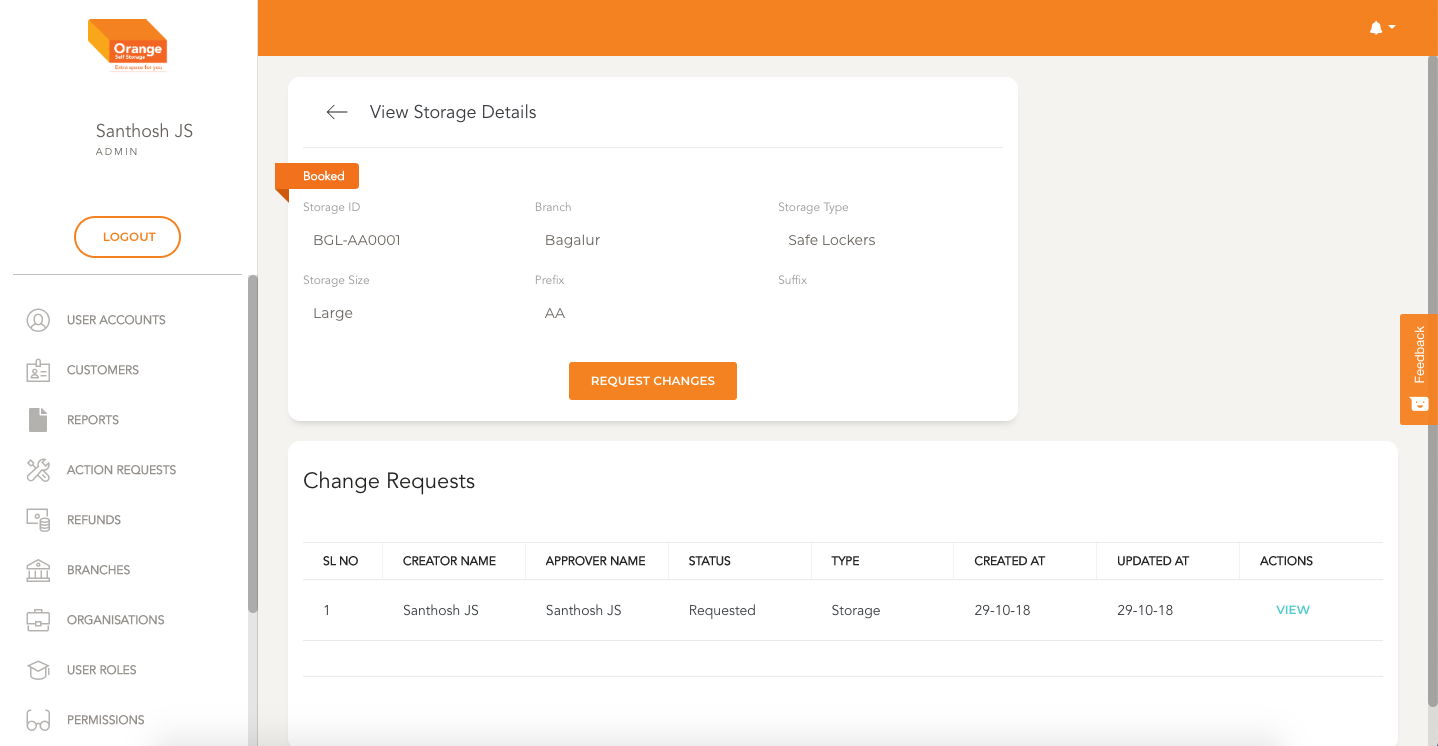 Orange
Self Storage
Extra space for you
Santhosh JS
ADMIN
LOGOUT
USER ACCOUNTS
CUSTOMERS
REPORTS
ACTION REQUESTS
REFUNDS
BRANCHES
ORGANISATIONS
USER ROLES
PERMISSIONS
View Storage Details
Booked
Storage ID Branch Storage Type
BGL-AA0001 Bagalur Safe Lockers
Storage Size Prefix Suffix
Large AA
REQUEST CHANGES
Feedback
Change Requests
SL NO CREATOR NAME APPROVER NAME STATUS TYPE CREATED AT UPDATED AT ACTIONS
1 Santhosh JS Santhosh JS Requested Storage 29-10-18 29-10-18 VIEW